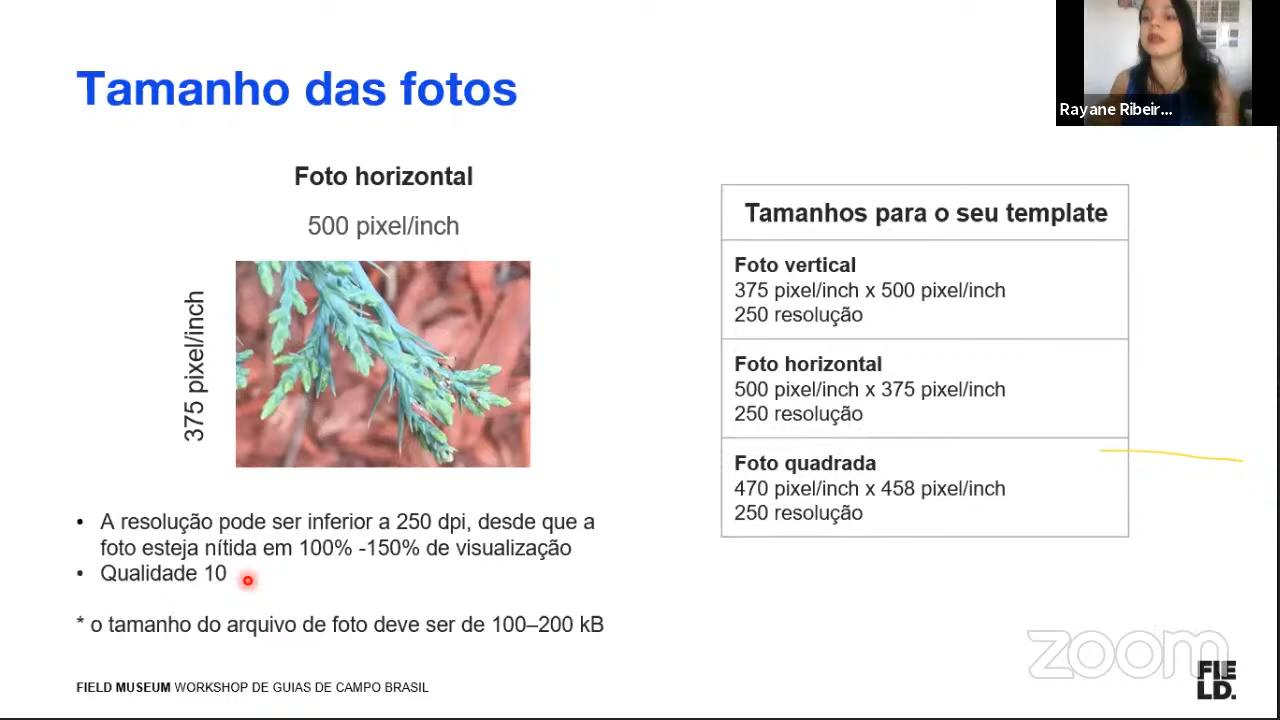 Tamanho das fotos
Rayane Ribeir...
Foto horizontal
500 pixel/inch
375 pixel/inch
Tamanhos para o seu template
Foto vertical
375 pixel/inch x 500 pixel/inch
250 resolução
Foto horizontal
500 pixel/inch x 375 pixel/inch
250 resolução
Foto quadrada
470 pixel/inch x 458 pixel/inch
250 resolução
• A resolução pode ser inferior a 250 dpi, desde que a
foto esteja nítida em 100% -150% de visualização
• Qualidade 10
* o tamanho do arquivo de foto deve ser de 100–200 kB
FIELD MUSEUM WORKSHOP DE GUIAS DE CAMPO BRASIL
zoom
FIE
LD.